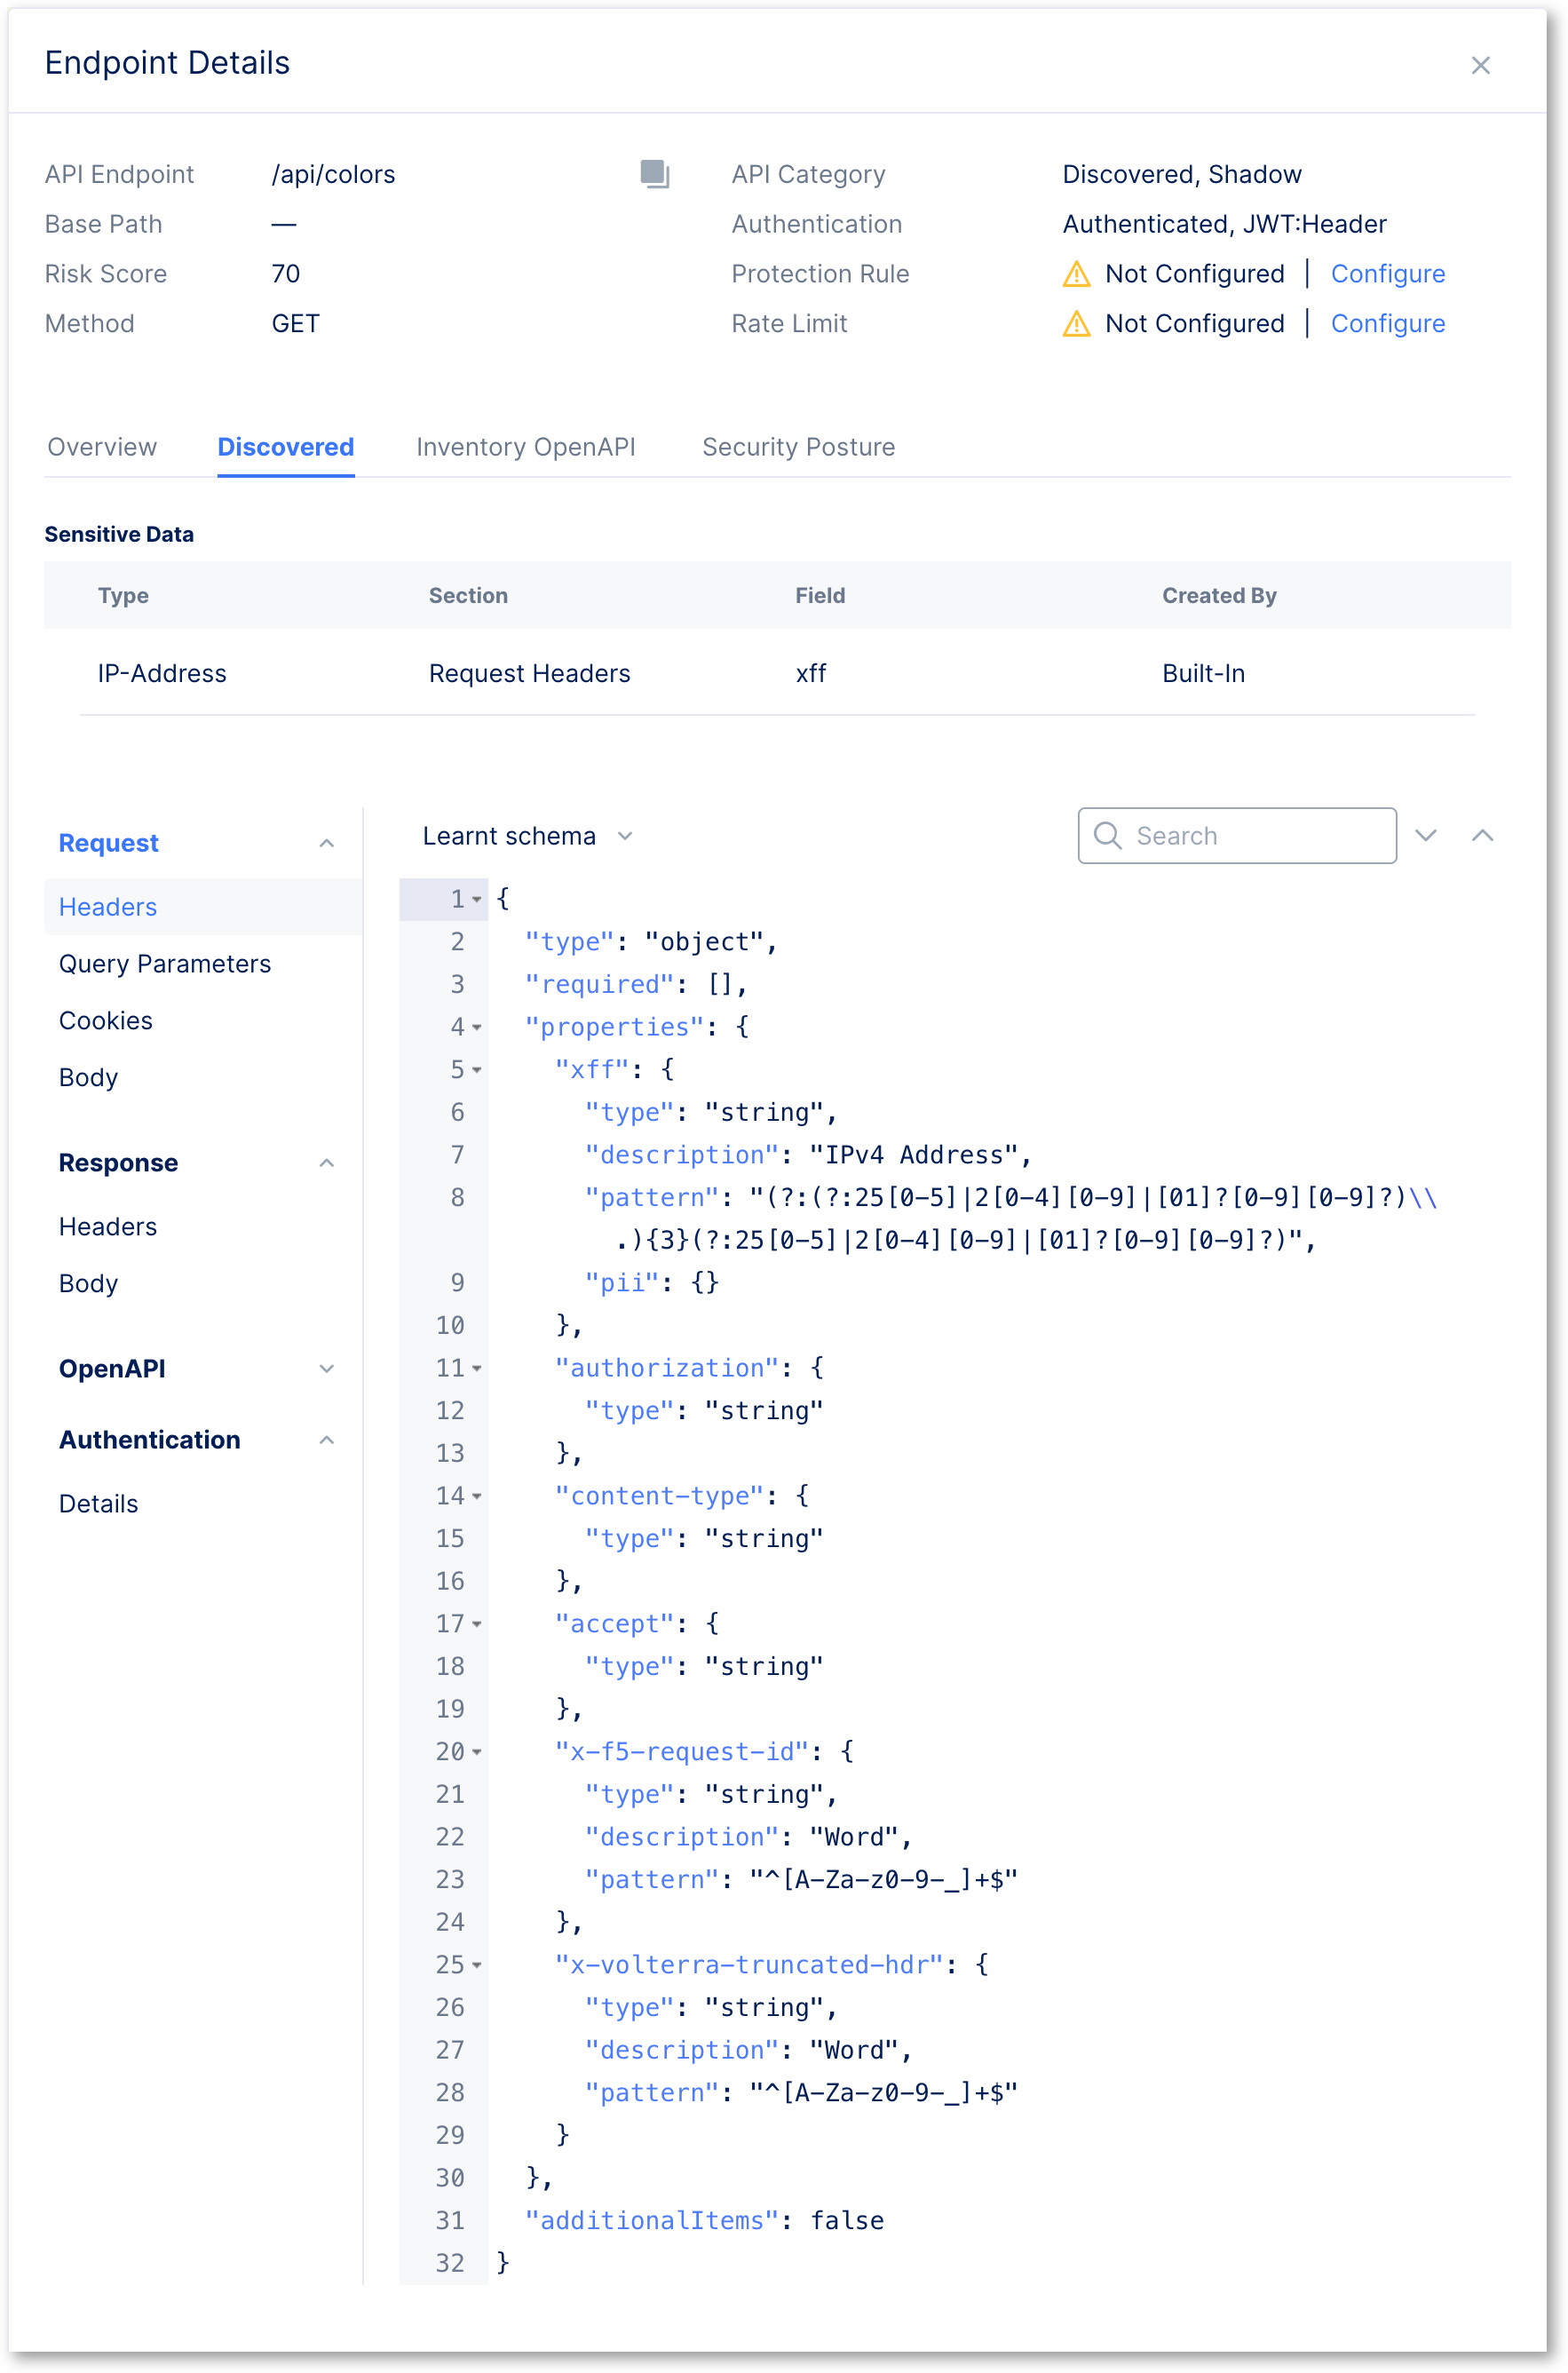 Endpoint Details
API Endpoint /api/colors API Category Discovered, Shadow
Base Path — Authentication Authenticated, JWT:Header
Risk Score 70 Protection Rule Not Configured | Configure
Method GET Rate Limit Not Configured | Configure
Overview Discovered Inventory OpenAPI Security Posture
Sensitive Data
Type Section Field Created By
IP-Address Request Headers xff Built-In
Request
Headers
Query Parameters
Cookies
Body
Response
Headers
Body
OpenAPI
Authentication
Details
Learnt schema Search
1 {
2 "type": "object",
3 "required": [],
4 "properties": {
5 "xff": {
6 "type": "string",
7 "description": "IPv4 Address",
8 "pattern": "(?:(?:25[0-5]|2[0-4][0-9]|[01]?[0-9][0-9]?)\\
.){3}(?:25[0-5]|2[0-4][0-9]|[01]?[0-9][0-9]?)",
9 "pii": {}
10 },
11 "authorization": {
12 "type": "string"
13 },
14 "content-type": {
15 "type": "string"
16 },
17 "accept": {
18 "type": "string"
19 },
20 "x-f5-request-id": {
21 "type": "string",
22 "description": "Word",
23 "pattern": "^[A-Za-z0-9-_]+$"
24 },
25 "x-volterra-truncated-hdr": {
26 "type": "string",
27 "description": "Word",
28 "pattern": "^[A-Za-z0-9-_]+$"
29 }
30 },
31 "additionalItems": false
32 }